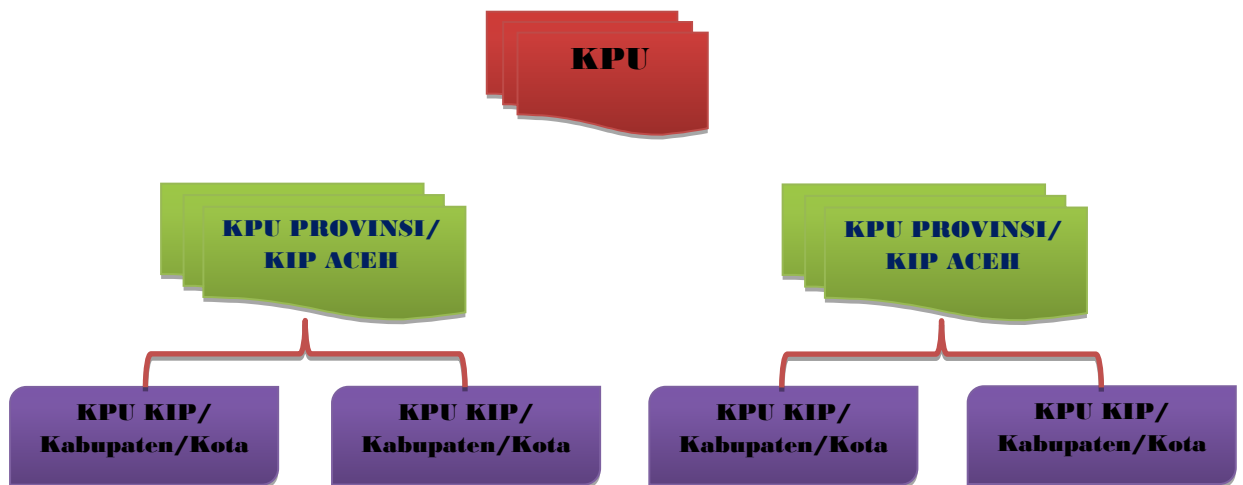 KPU
KPU PROVINSI/
KIP ACEH
KPU PROVINSI/
KIP ACEH
KPU KIP/
Kabupaten/Kota
KPU KIP/
Kabupaten/Kota
KPU KIP/
Kabupaten/Kota
KPU KIP/
Kabupaten/Kota